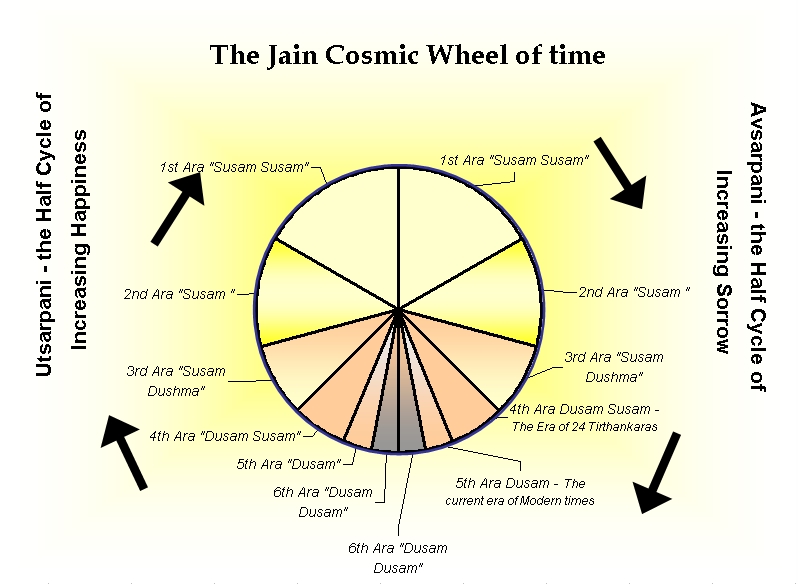 The Jain Cosmic Wheel of time
Utsarpani - the Half Cycle of
Increasing Happiness
Avsarpani - the Half Cycle of
Increasing Sorrow
1st Ara "Susam Susam"
1st Ara "Susam Susam"
2nd Ara "Susam "
2nd Ara "Susam "
3rd Ara "Susam
Dushma"
3rd Ara "Susam
Dushma"
4th Ara "Dusam Susam"
4th Ara Dusam Susam -
The Era of 24 Tirthankaras
5th Ara "Dusam"
5th Ara Dusam - The
current era of Modern times
6th Ara "Dusam
Dusam"
6th Ara "Dusam
Dusam"